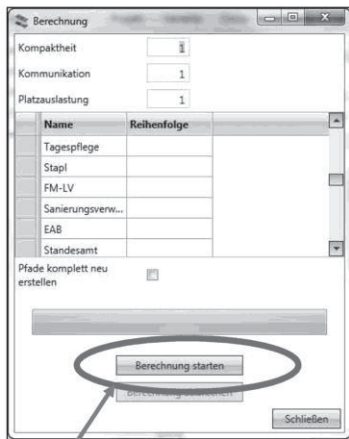 Berechnung
Kompaktheit 1
Kommunikation 1
Platzauslastung 1
Name Reihenfolge
Tagespflege
Stapl
FM-LV
Sanierungsverw...
EAB
Standesamt
Pfade komplett neu
erstellen
Berechnung starten
Berechnung
Schließen